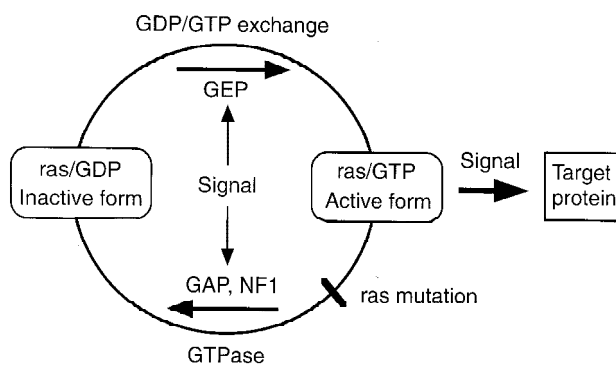 GDP/GTP exchange
GEP
ras/GDP
Inactive form
Signal
ras/GTP
Active form
Signal
Target
protein
GAP, NF1
ras mutation
GTPase